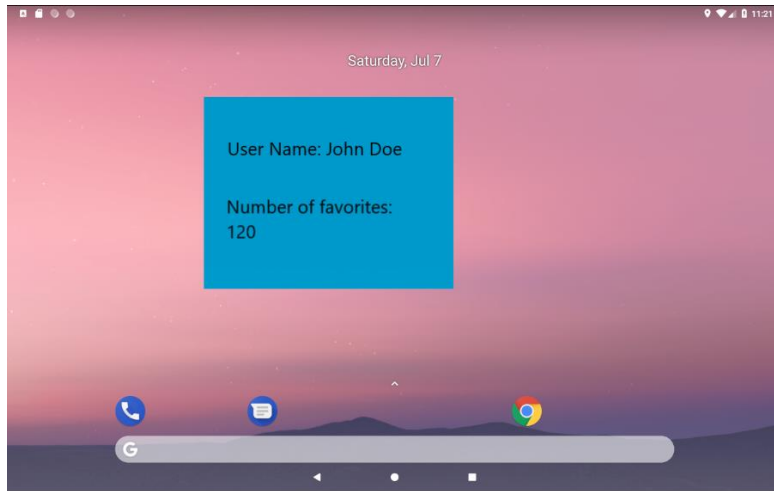 11:21
Saturday, Jul 7
User Name: John Doe
Number of favorites:
120
G